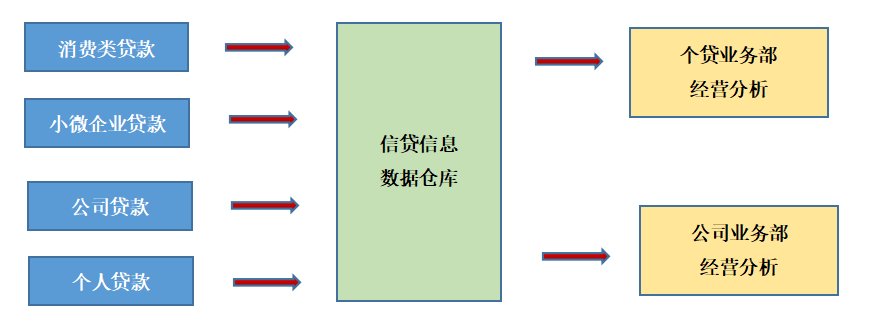 消费类贷款
小微企业贷款
公司贷款
个人贷款
信贷信息
数据仓库
个贷业务部
经营分析
公司业务部
经营分析